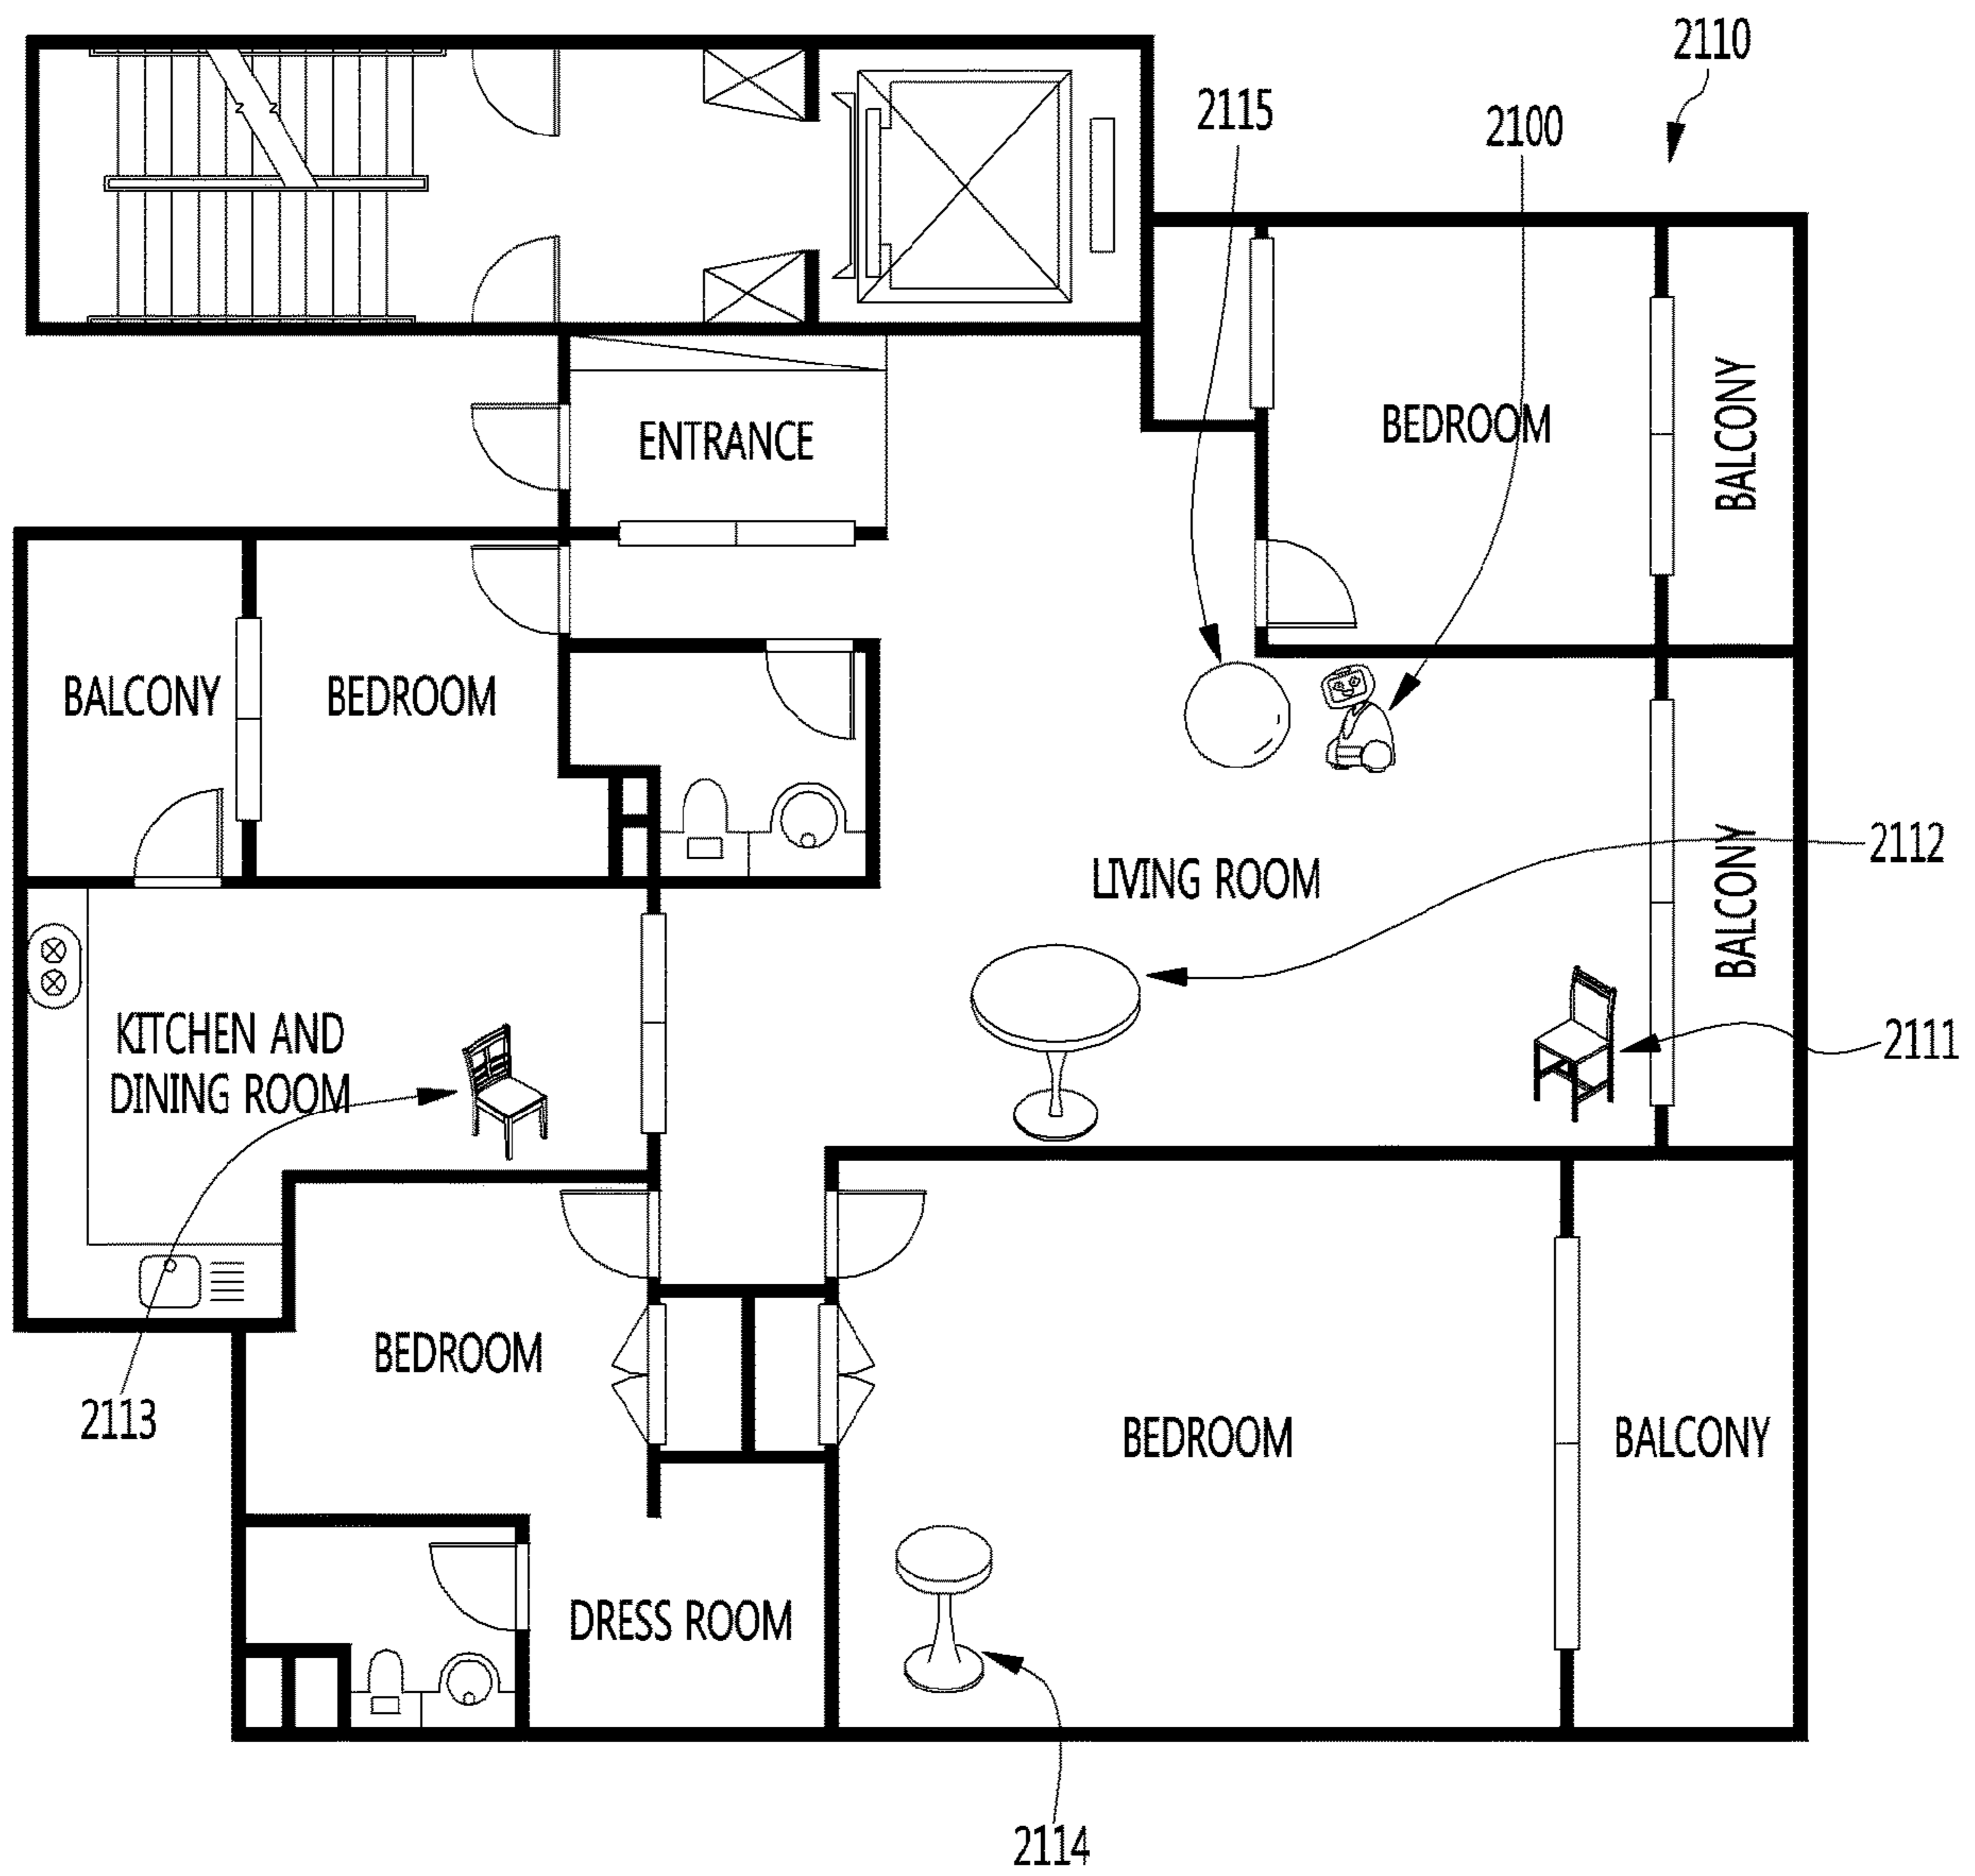 2110
2115
2100
BEDROOM
BALCONY
ENTRANCE
BALCONY
BEDROOM
2112
LIVING ROOM
BALCONY
KITCHEN AND
DINING ROOM
2111
BEDROOM
2113
BEDROOM
BALCONY
DRESS ROOM
2114